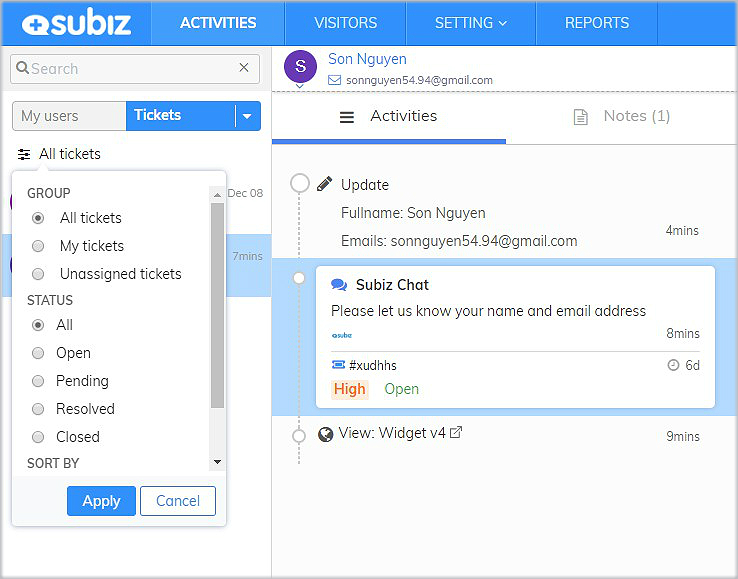 subiz
ACTIVITIES
VISITORS
SETTING
REPORTS
Search
My users
Tickets
All tickets
Dec 08
7mins
GROUP
All tickets
My tickets
Unassigned tickets
STATUS
All
Open
Pending
Resolved
Closed
SORT BY
Apply
Cancel
S
Son Nguyen
sonnguyen54.94@gmail.com
Activities
Notes (1)
Update
Fullname: Son Nguyen
Emails: sonnguyen54.94@gmail.com
4mins
Subiz Chat
Please let us know your name and email address
subiz
8mins
#xudhhs
6d
High Open
View: Widget v4
9mins